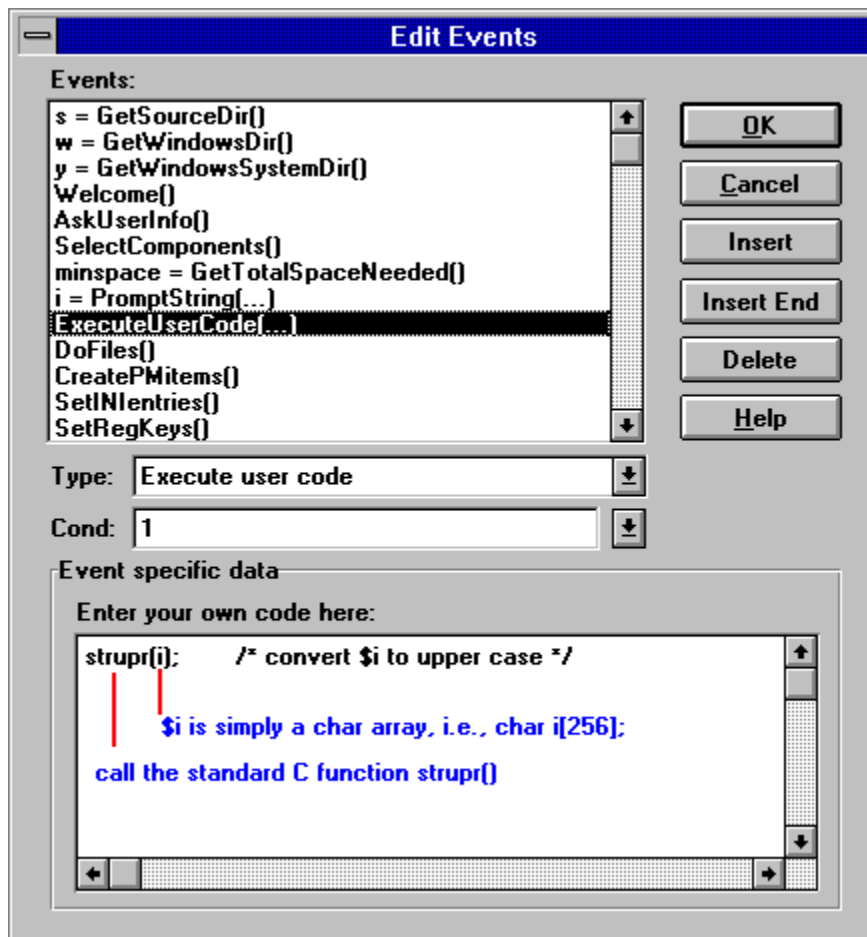 Edit Events
Events:
s = GetSourceDir()
w = GetWindowsDir()
y = GetWindowsSystemDir()
Welcome()
AskUserInfo()
SelectComponents()
minspace = GetTotalSpaceNeeded()
i = PromptString(...)
ExecuteUserCode(...)
DoFiles()
CreatePMitems()
SetINIentries()
SetRegKeys()
OK
Cancel
Insert
Insert End
Delete
Help
Type: Execute user code
Cond: 1
Event specific data
Enter your own code here:
strupr(i); /* convert $i to upper case */
$i is simply a char array, i.e., char i[256];
call the standard C function strupr()